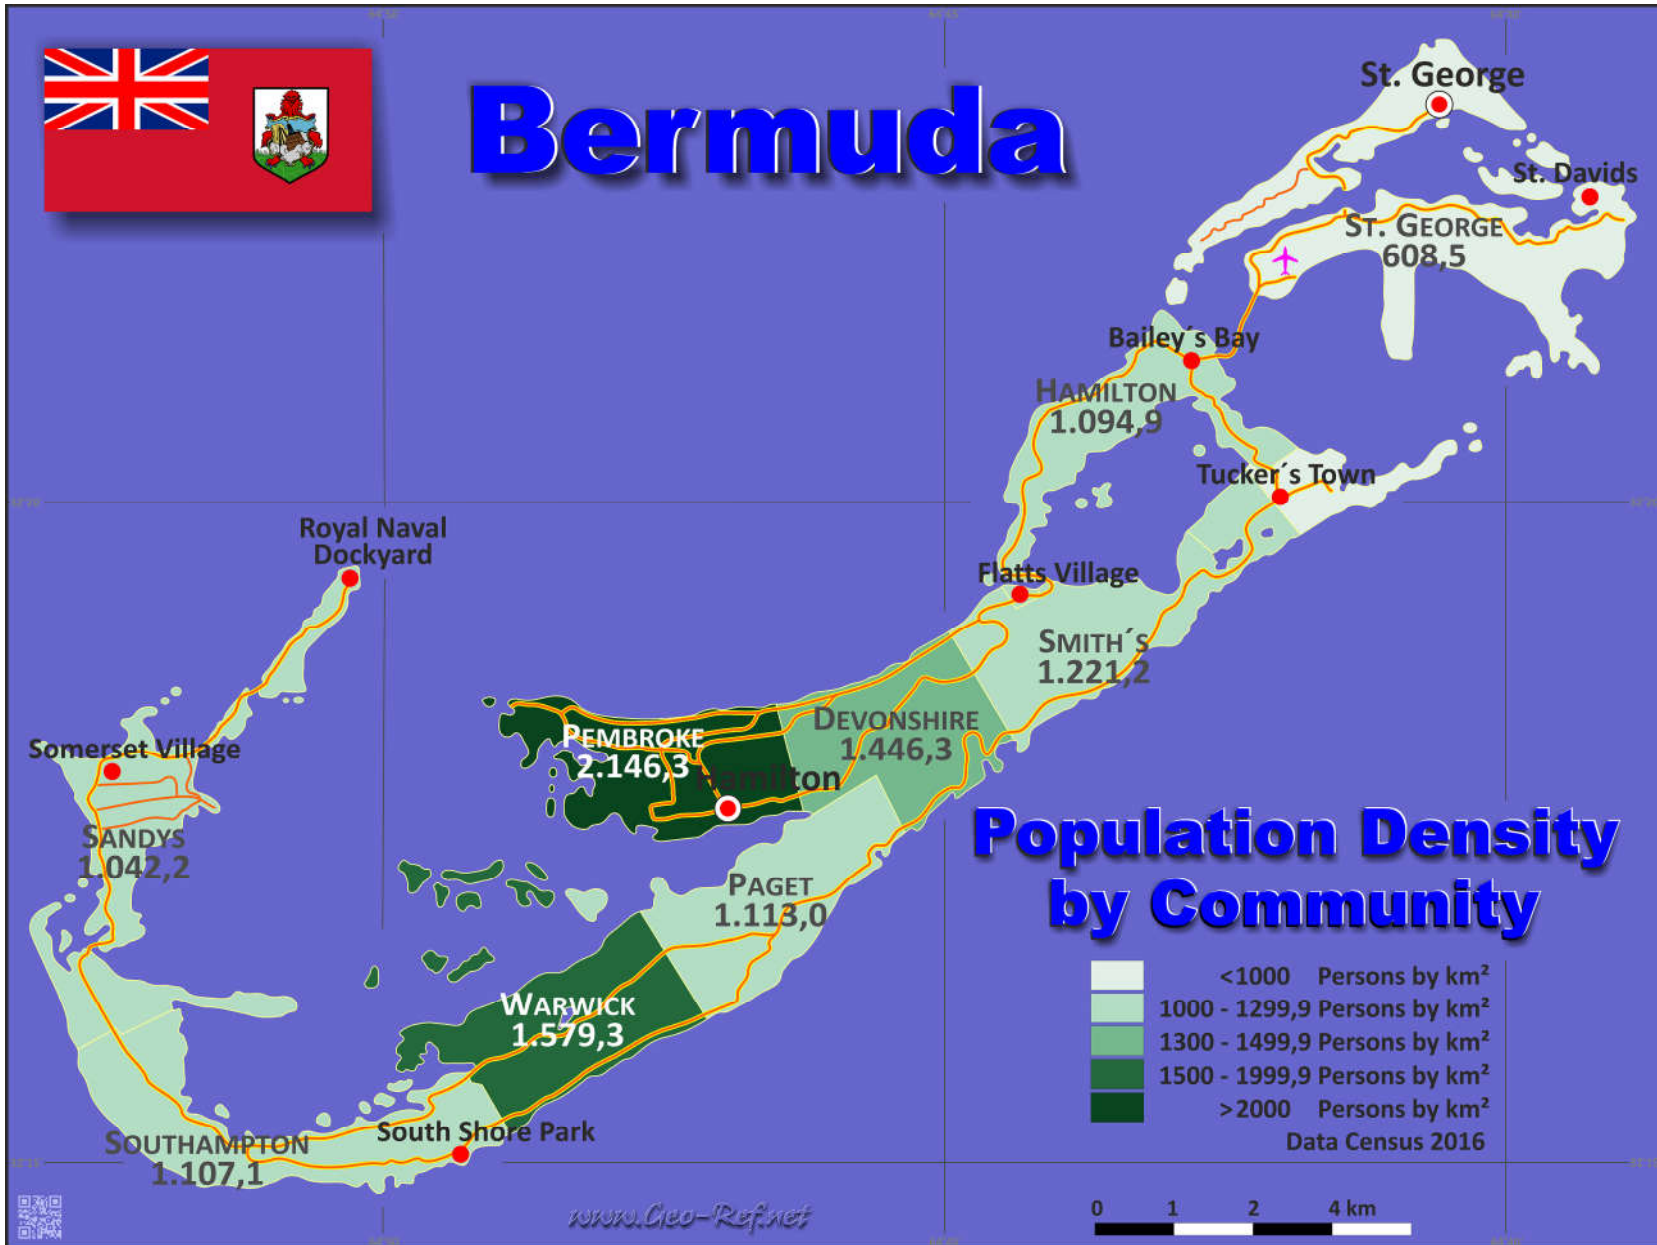 Bermuda
St. George
St. Davids
ST. GEORGE
608,5
Bailey´s Bay
HAMILTON
1.094,9
Tucker´s Town
Royal Naval
Dockyard
Flatts Village
SMITH´S
1.221,2
DEVONSHIRE
1.446,3
PEMBROKE
2.146,3
Hamilton
Somerset Village
SANDYS
1.042,2
PAGET
1.113,0
WARWICK
1.579,3
South Shore Park
SOUTHAMPTON
1.107,1
Population Density
by Community
<1000 Persons by km²
1000 - 1299,9 Persons by km²
1300 - 1499,9 Persons by km²
1500 - 1999,9 Persons by km²
>2000 Persons by km²
Data Census 2016
0 1 2 4 km
www.Geo-Ref.net